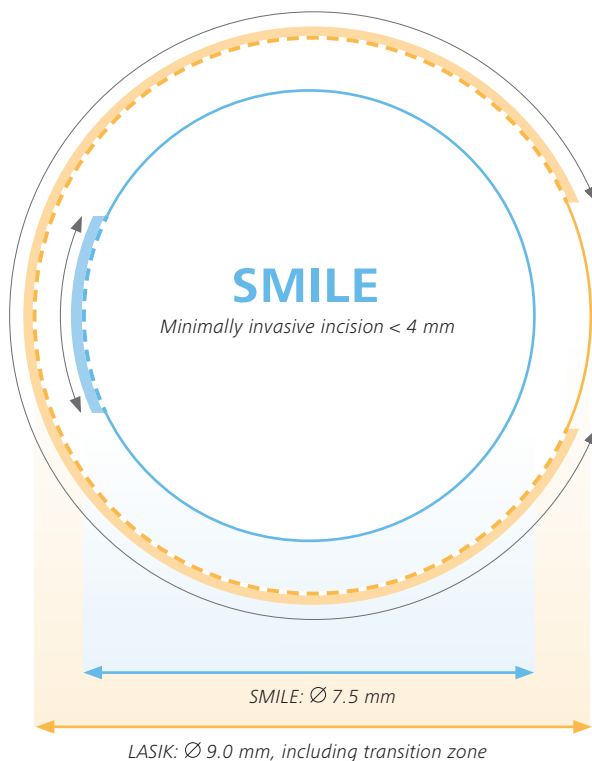 SMILE
Minimally invasive incision < 4 mm
SMILE: Ø 7.5 mm
LASIK: Ø 9.0 mm, including transition zone